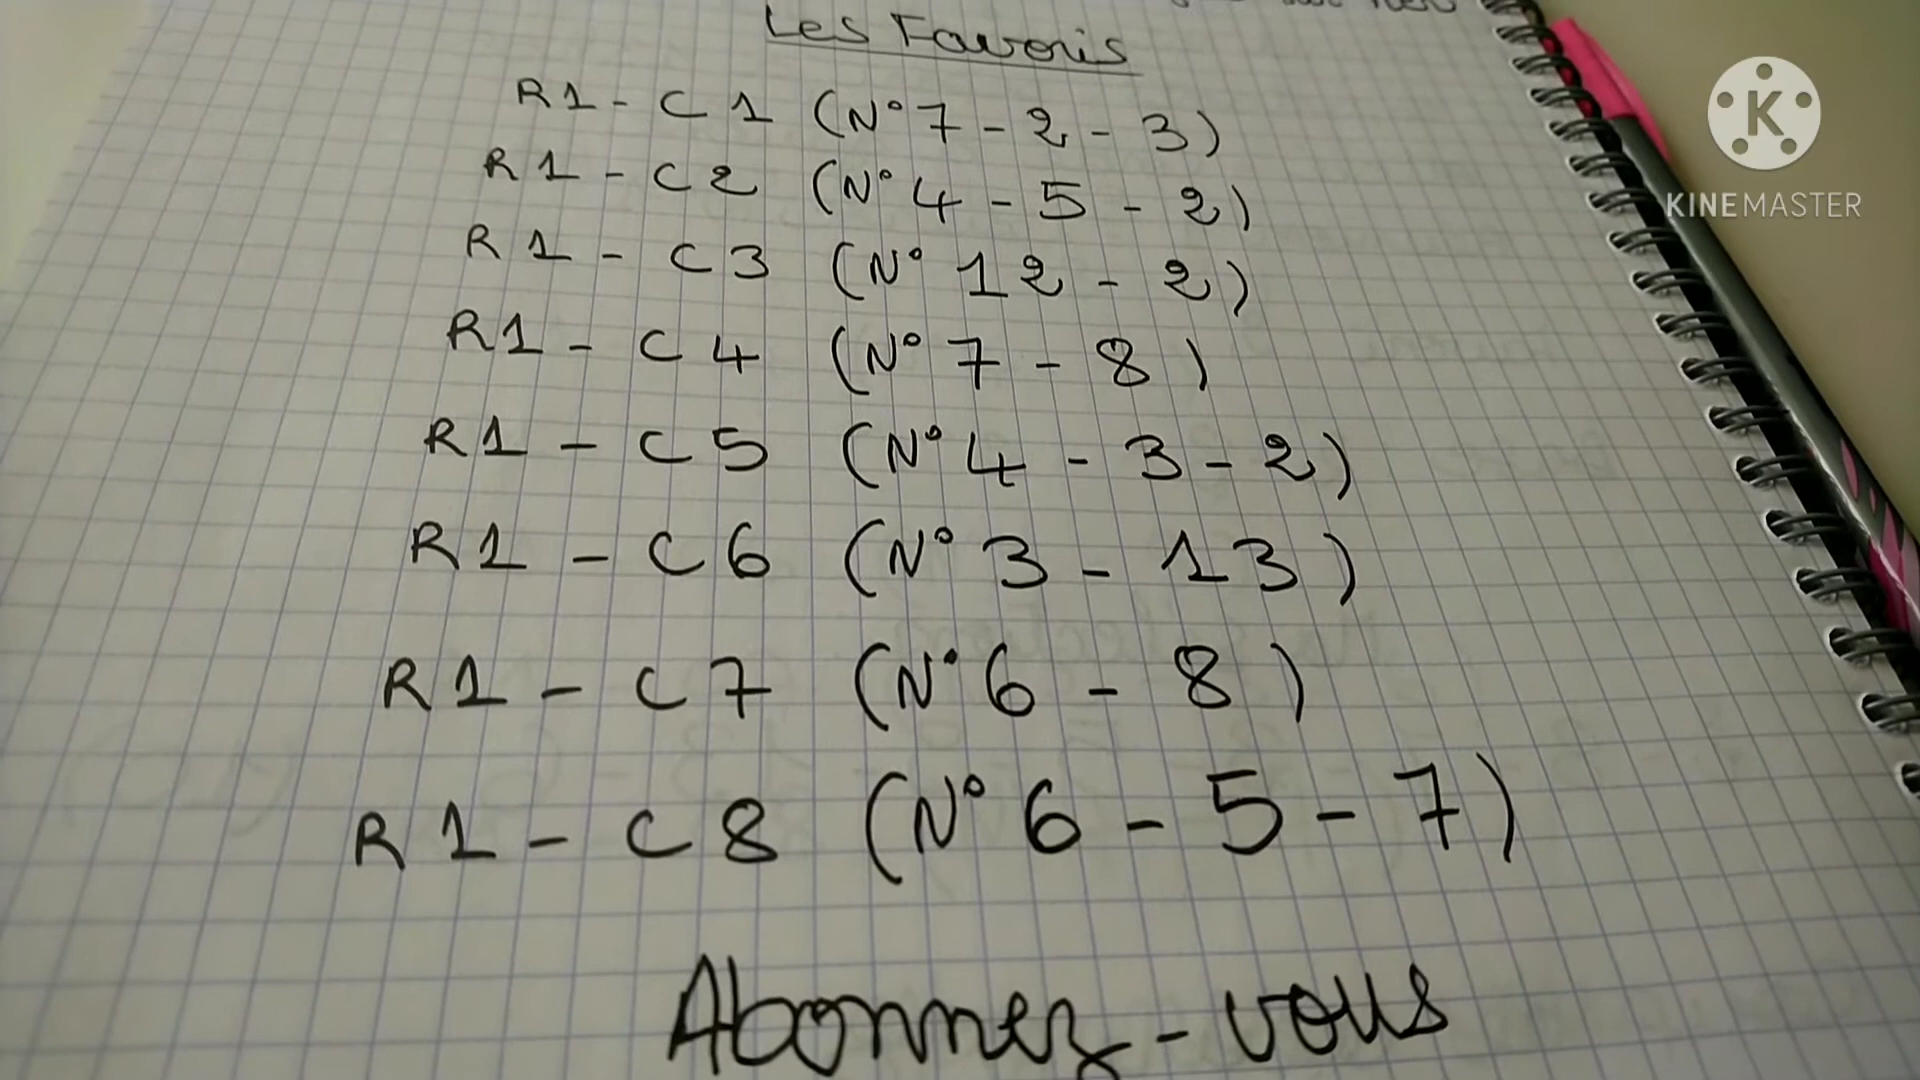 Les Favoris
R1 - C1 (N° 7 - 2 - 3)
R1 - C2 (N° 4 - 5 - 2)
R1 - C3 (N° 12 - 2)
R1 - C4 (N° 7 - 8)
R1 - C5 (N° 4 - 3 - 2)
R1 - C6 (N° 3 - 13)
R1 - C7 (N° 6 - 8)
R1 - C8 (N° 6 - 5 - 7)
Abonnez-vous
K
KINEMASTER